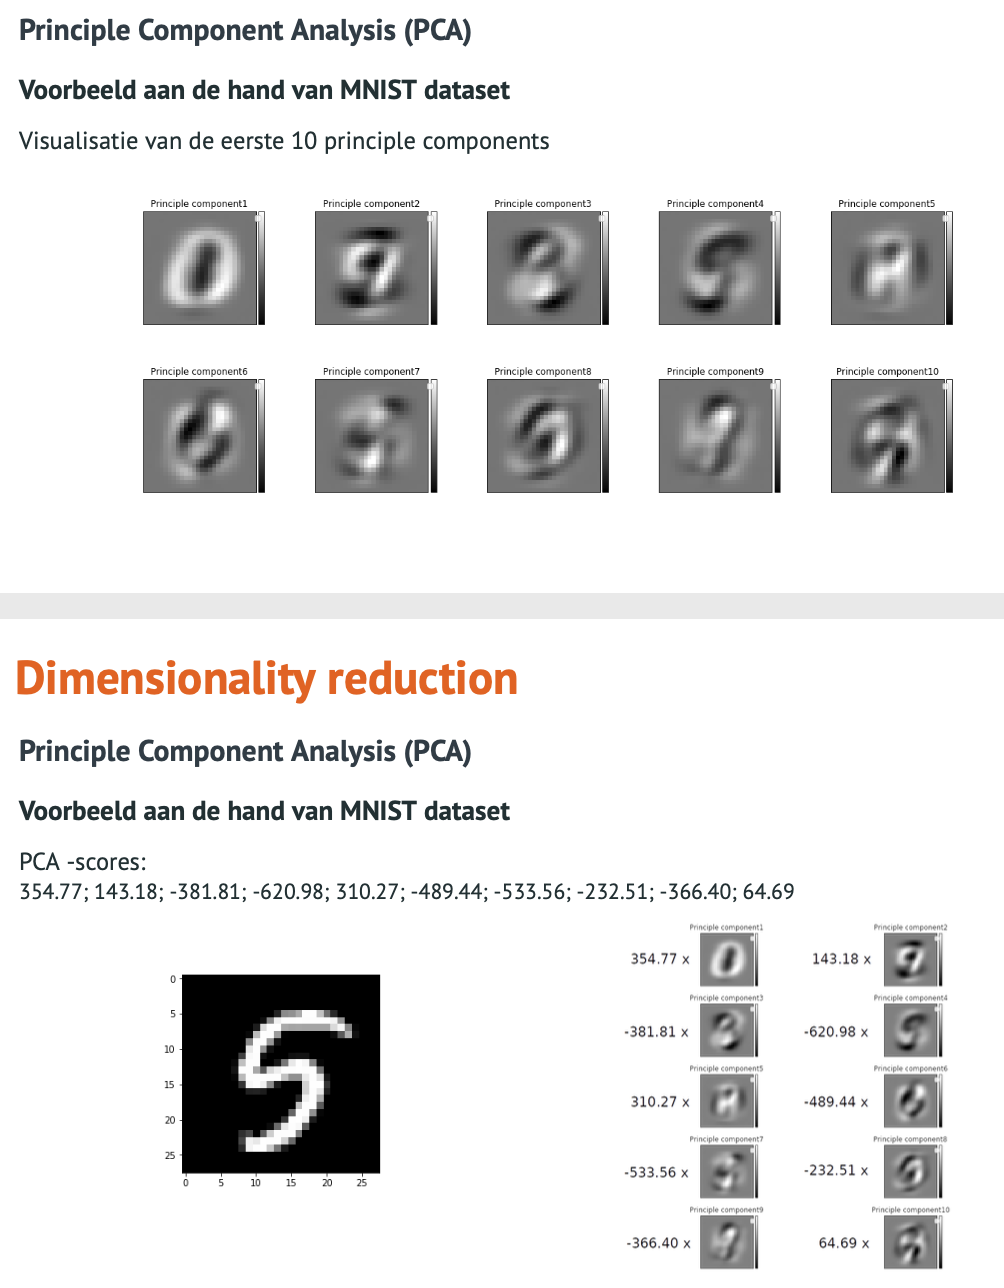 Principle Component Analysis (PCA)
Voorbeeld aan de hand van MNIST dataset
Visualisatie van de eerste 10 principle components
Principle component1 Principle component2 Principle component3 Principle component4 Principle component5
Principle component6 Principle component7 Principle component8 Principle component9 Principle component10
Dimensionality reduction
Principle Component Analysis (PCA)
Voorbeeld aan de hand van MNIST dataset
PCA -scores:
354.77; 143.18; -381.81; -620.98; 310.27; -489.44; -533.56; -232.51; -366.40; 64.69
0
5
10
15
20
25
0 5 10 15 20 25
Principle component1 Principle component2
354.77 x 143.18 x
Principle component3 Principle component4
-381.81 x -620.98 x
Principle component5 Principle component6
310.27 x -489.44 x
Principle component7 Principle component8
-533.56 x -232.51 x
Principle component9 Principle component10
-366.40 x 64.69 x